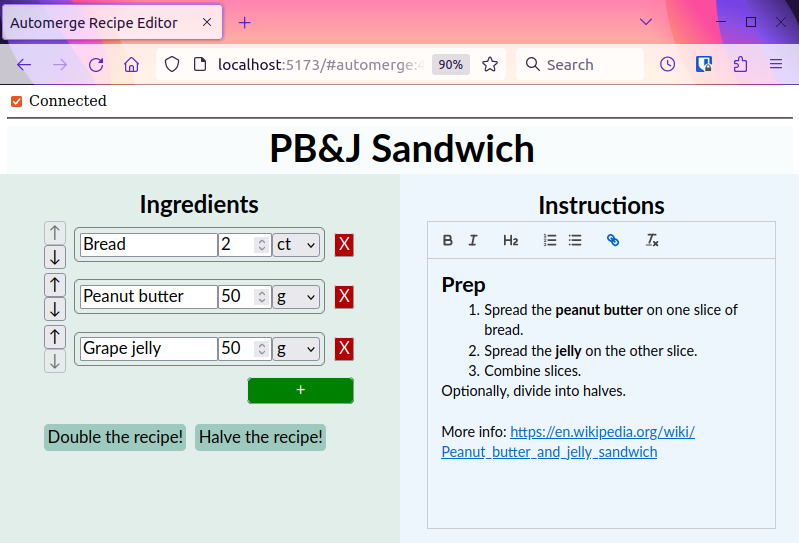 Automerge Recipe Editor
localhost:5173/#automerge:
90%
Search
Connected
PB&J Sandwich
Ingredients
Bread 2 ct X
Peanut butter 50 g X
Grape jelly 50 g X
+
Double the recipe! Halve the recipe!
Instructions
B I H2
Prep
1. Spread the peanut butter on one slice of
bread.
2. Spread the jelly on the other slice.
3. Combine slices.
Optionally, divide into halves.
More info: https://en.wikipedia.org/wiki/
Peanut_butter_and_jelly_sandwich